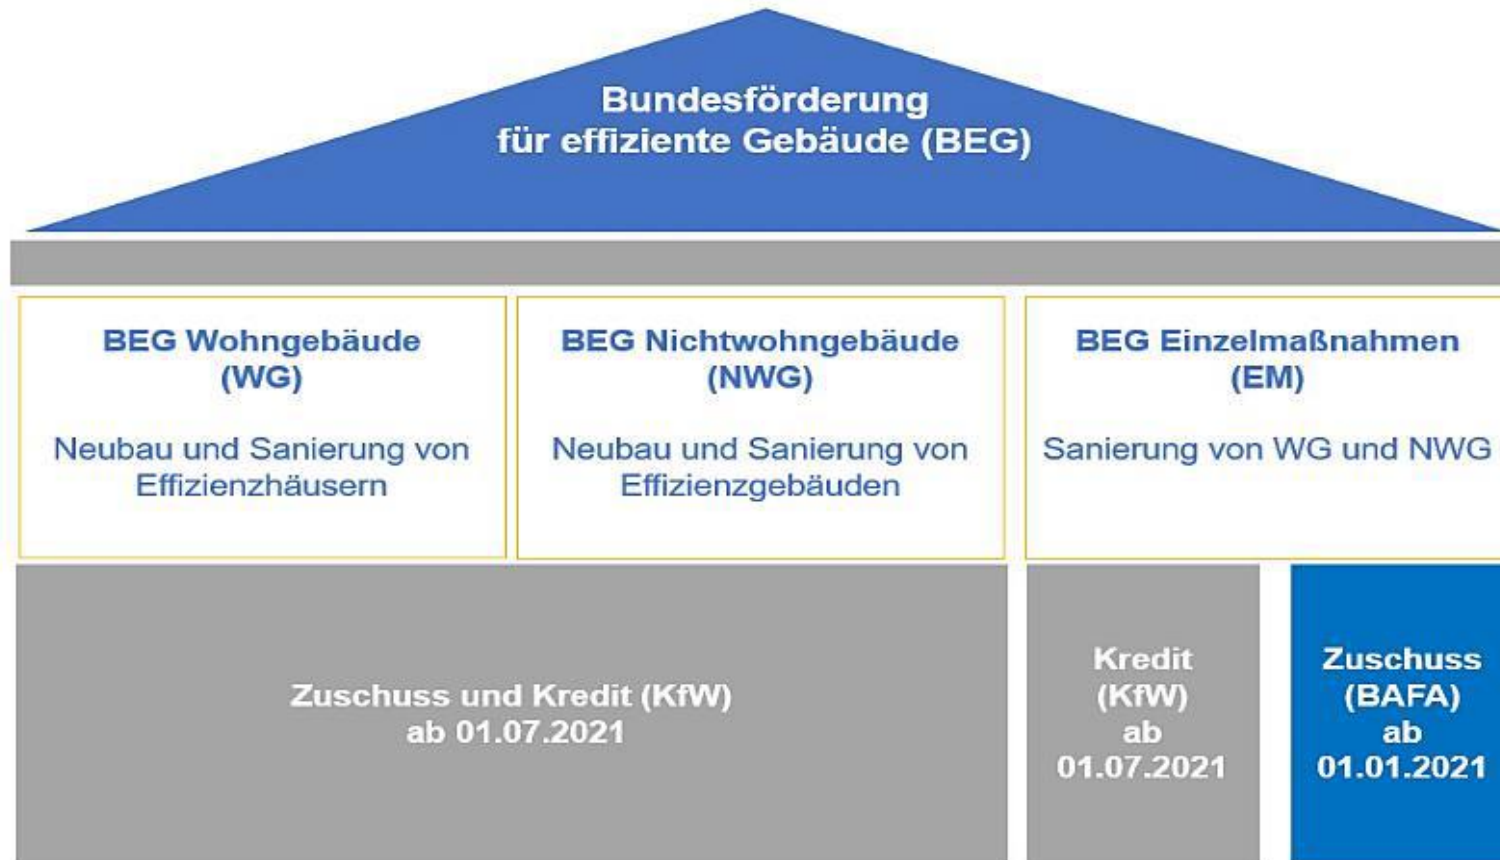 Bundesförderung
für effiziente Gebäude (BEG)
BEG Wohngebäude
(WG)
Neubau und Sanierung von
Effizienzhäusern
BEG Nichtwohngebäude
(NWG)
Neubau und Sanierung von
Effizienzgebäuden
BEG Einzelmaßnahmen
(EM)
Sanierung von WG und NWG
Zuschuss und Kredit (KfW)
ab 01.07.2021
Kredit
(KfW)
ab
01.07.2021
Zuschuss
(BAFA)
ab
01.01.2021